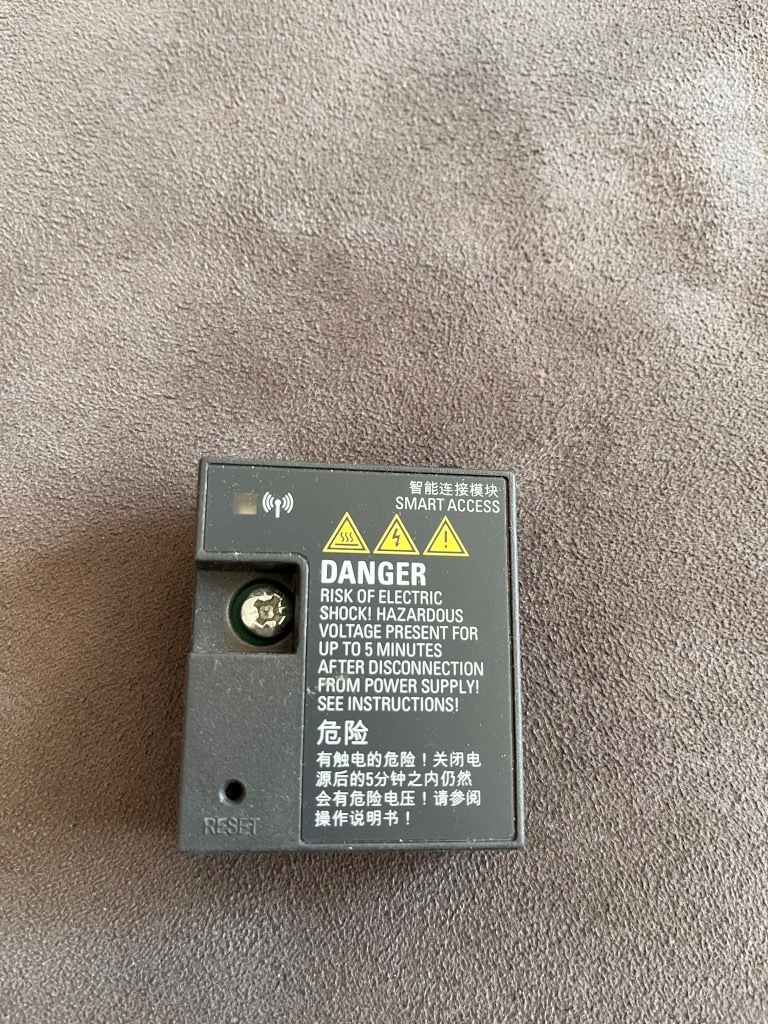 智能连接模块
SMART ACCESS
DANGER
RISK OF ELECTRIC
SHOCK! HAZARDOUS
VOLTAGE PRESENT FOR
UP TO 5 MINUTES
AFTER DISCONNECTION
FROM POWER SUPPLY!
SEE INSTRUCTIONS!
危险
有触电的危险！关闭电
源后的5分钟之内仍然
会有危险电压！请参阅
操作说明书！
RESET